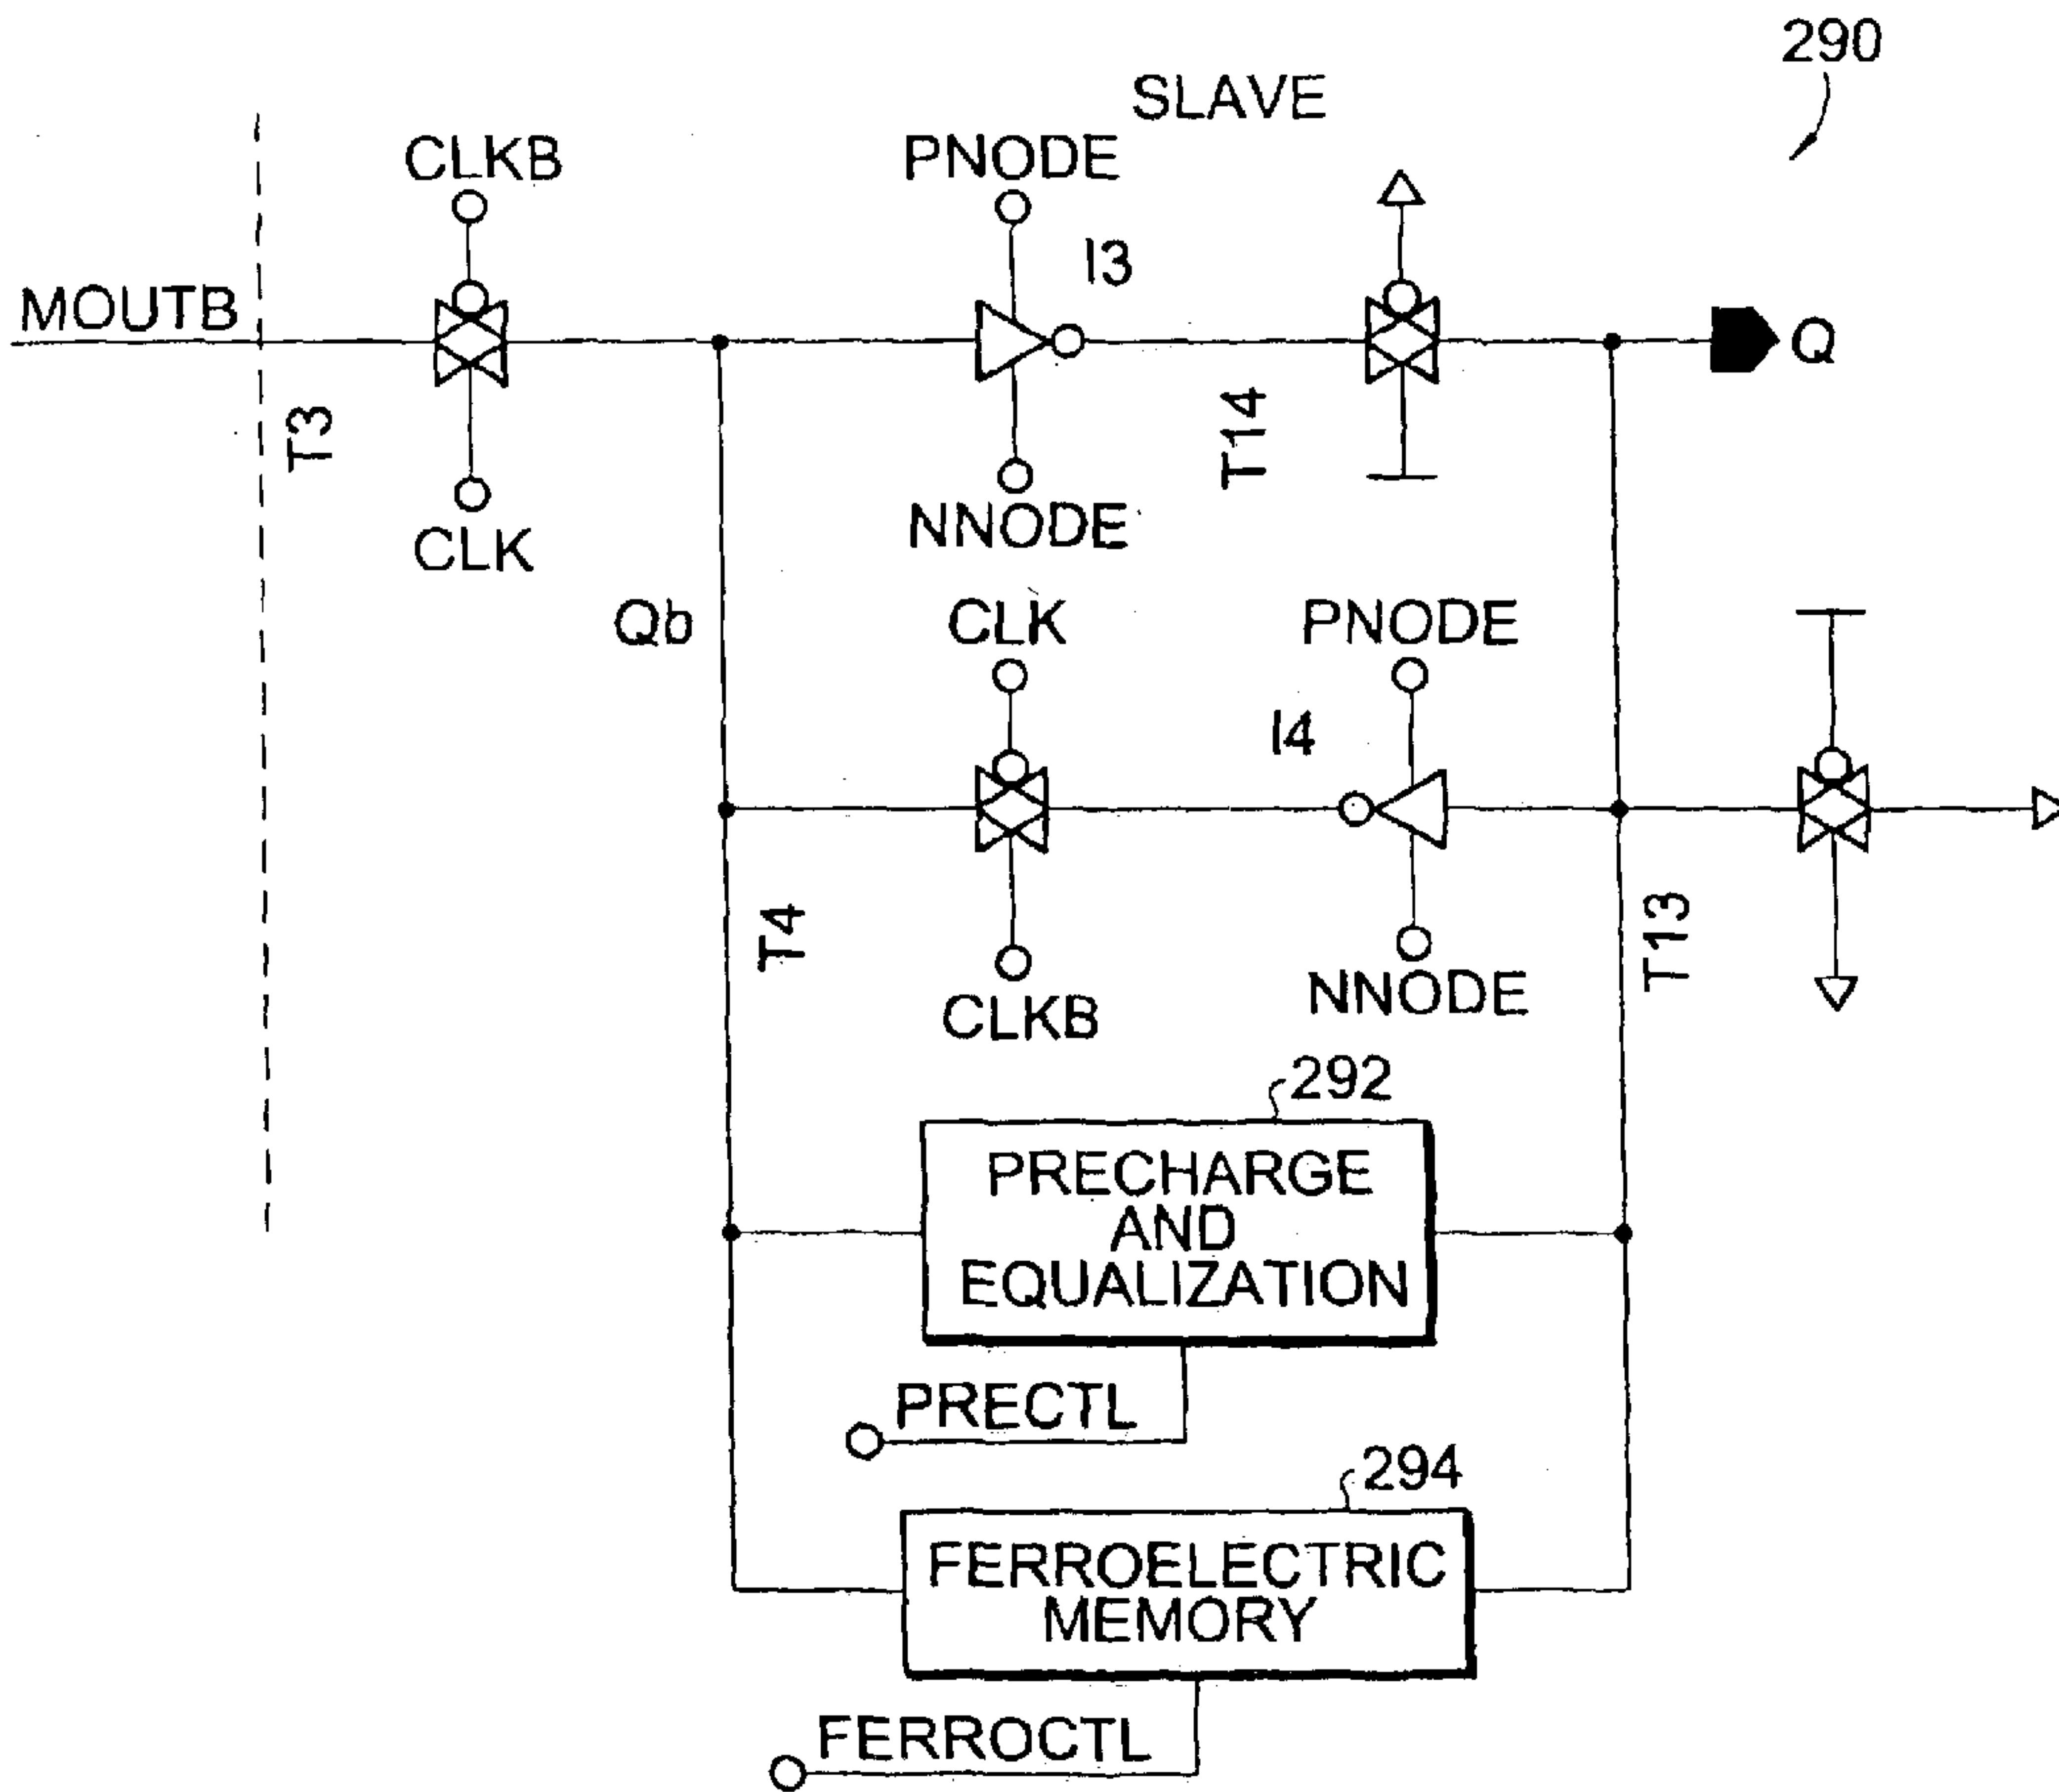 290
SLAVE
CLKB
PNODE
I3
MOUTB
Q
T3
T14
CLK
NNODE
Qb
CLK
PNODE
I4
T4
T13
CLKB
NNODE
292
PRECHARGE
AND
EQUALIZATION
PRECTL
294
FERROELECTRIC
MEMORY
FERROCTL